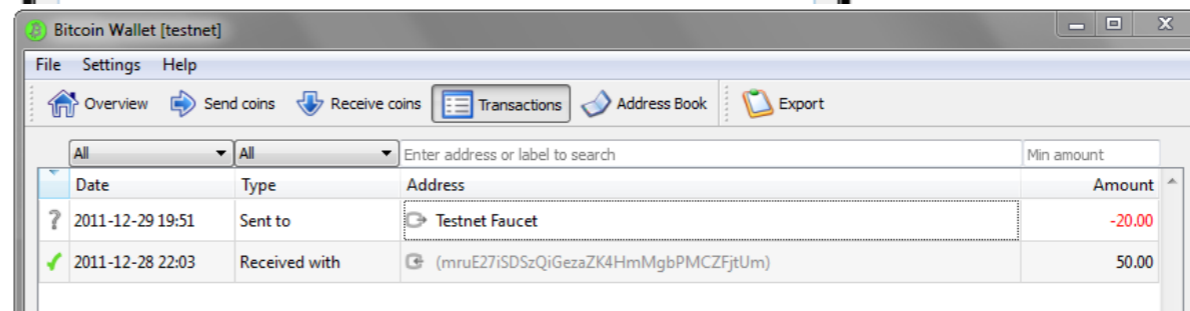 Bitcoin Wallet [testnet]
File Settings Help
Overview Send coins Receive coins Transactions Address Book Export
All All Enter address or label to search Min amount
Date Type Address Amount
? 2011-12-29 19:51 Sent to Testnet Faucet -20.00
2011-12-28 22:03 Received with (mruE27iSDSzQiGezaZK4HmMgbPMCZFjtUm) 50.00